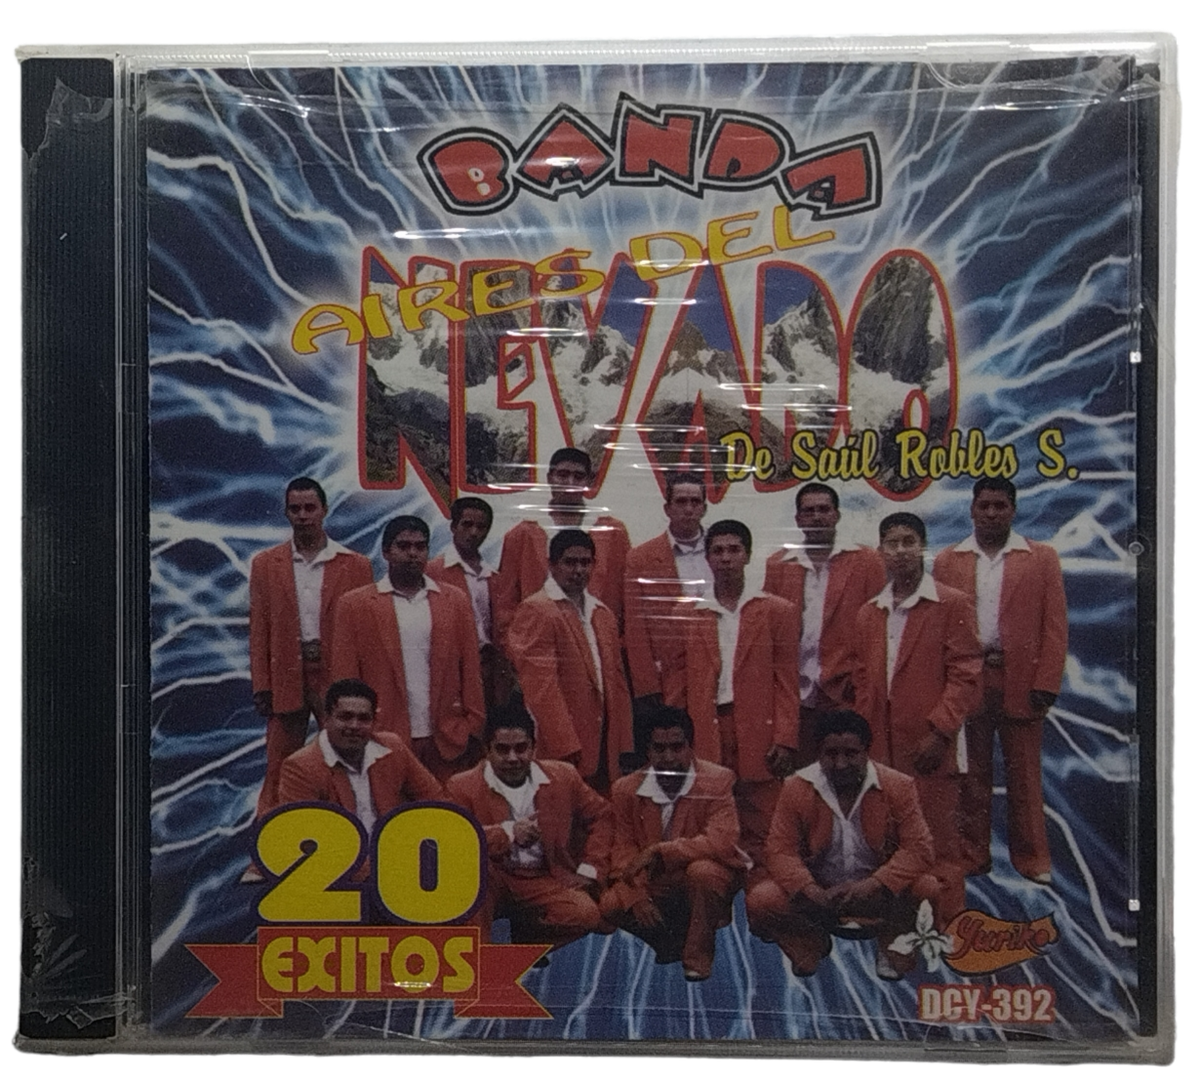 BANDA
AIRES DEL
NEVADO
De Saúl Robles S.
20
EXITOS
Yuriko
DCY-392